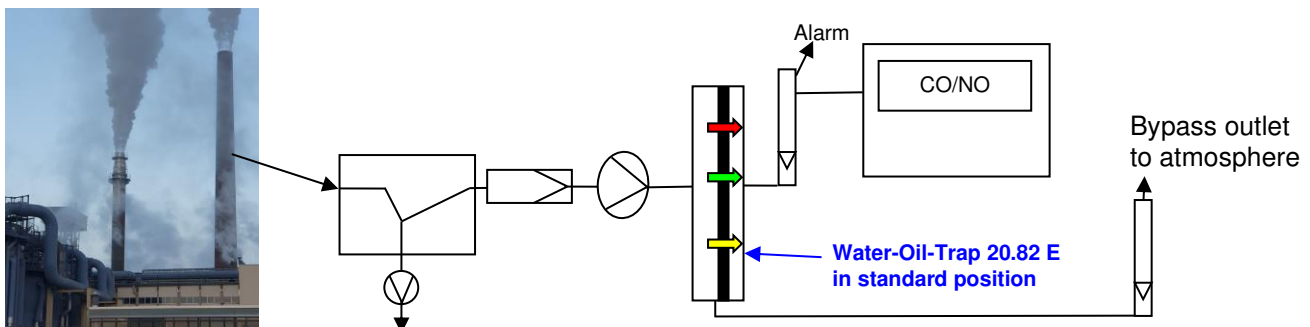 Alarm
CO/NO
Bypass outlet
to atmosphere
Water-Oil-Trap 20.82 E
in standard position